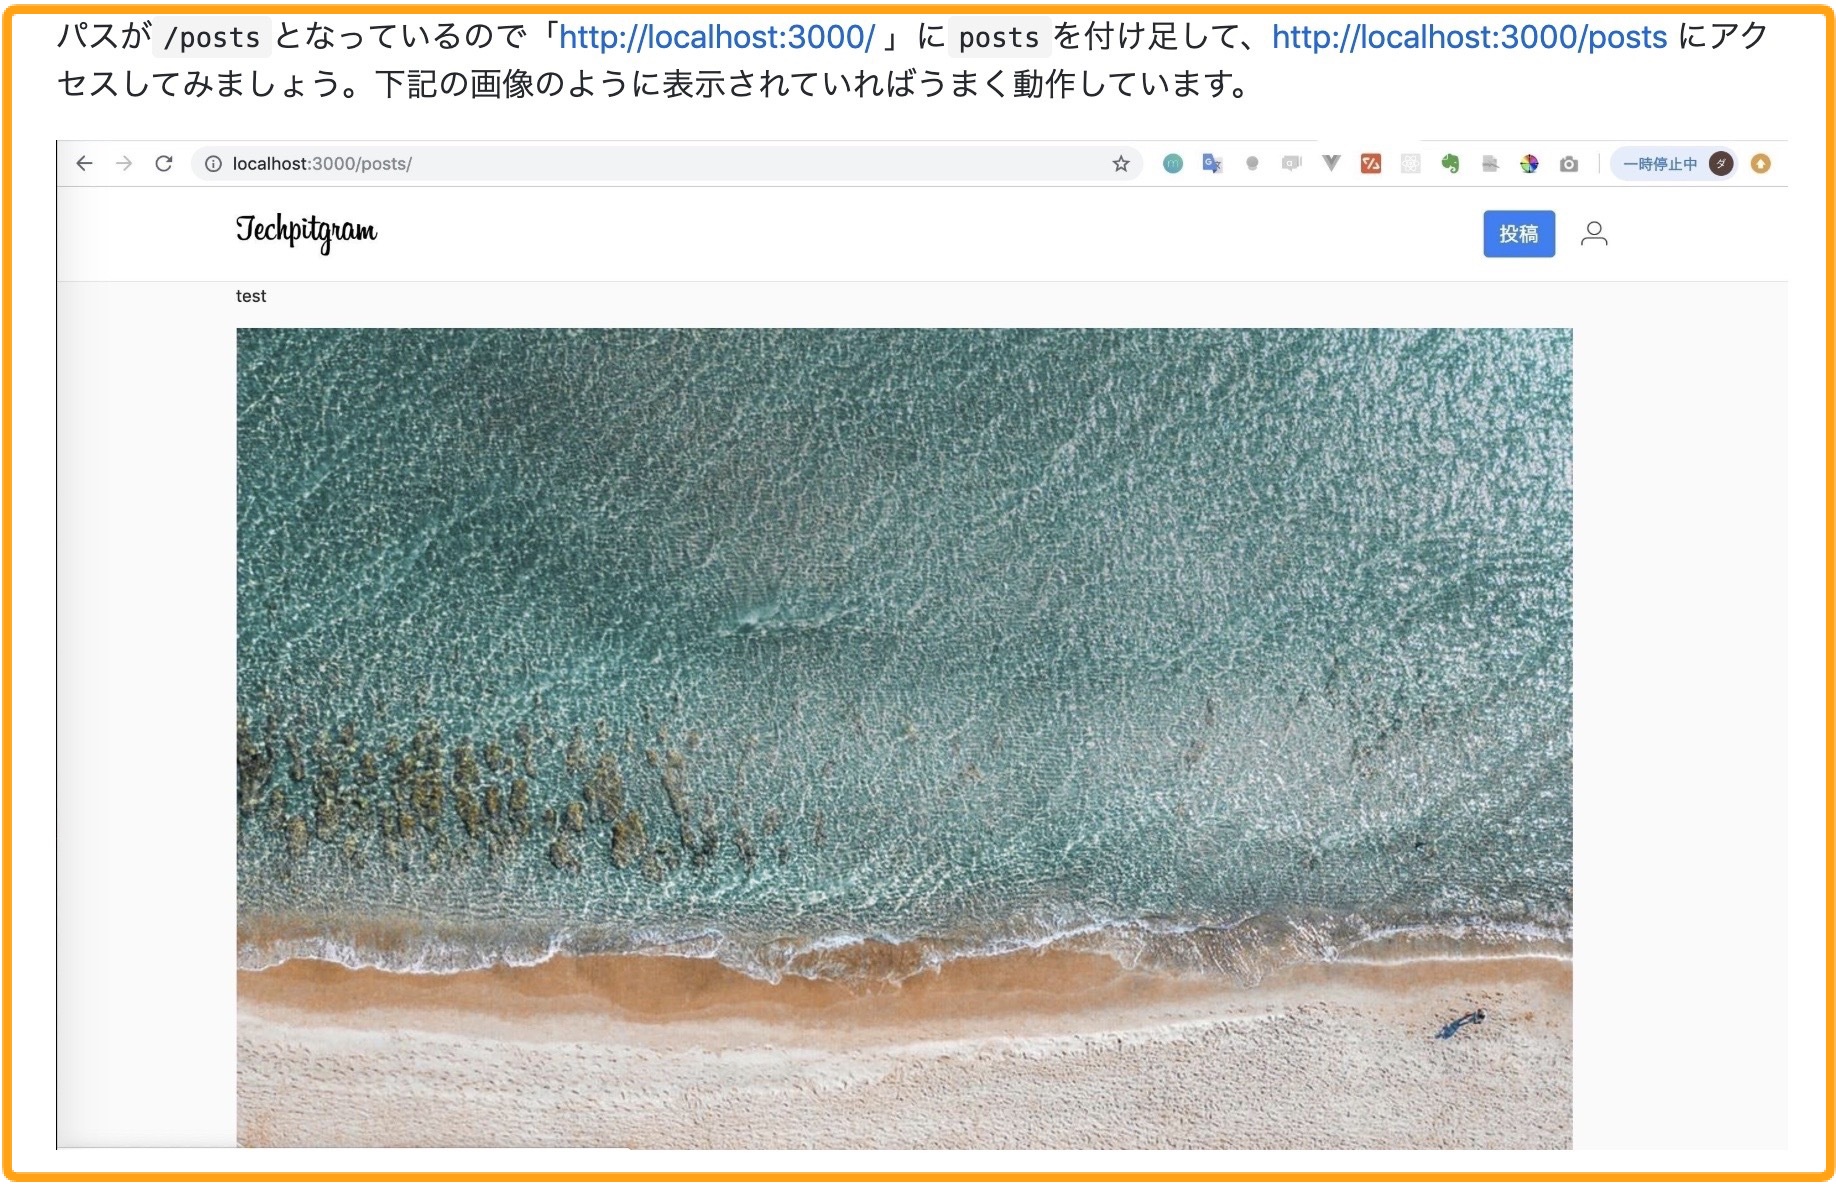 パスが /posts となっているので「http://localhost:3000/ 」に posts を付け足して、http://localhost:3000/posts にアク
セスしてみましょう。下記の画像のように表示されていればうまく動作しています。
localhost:3000/posts/
一時停止中 ダ
Techpitgram
投稿
test